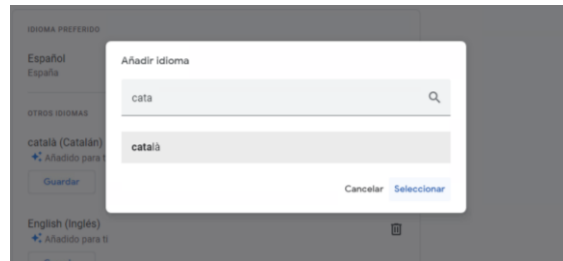 IDIOMA PREFERIDO
Español
España
OTROS IDIOMAS
català (Catalán)
Añadido para t
Guardar
English (Inglés)
Añadido para ti
Añadir idioma
cata
català
Cancelar Seleccionar